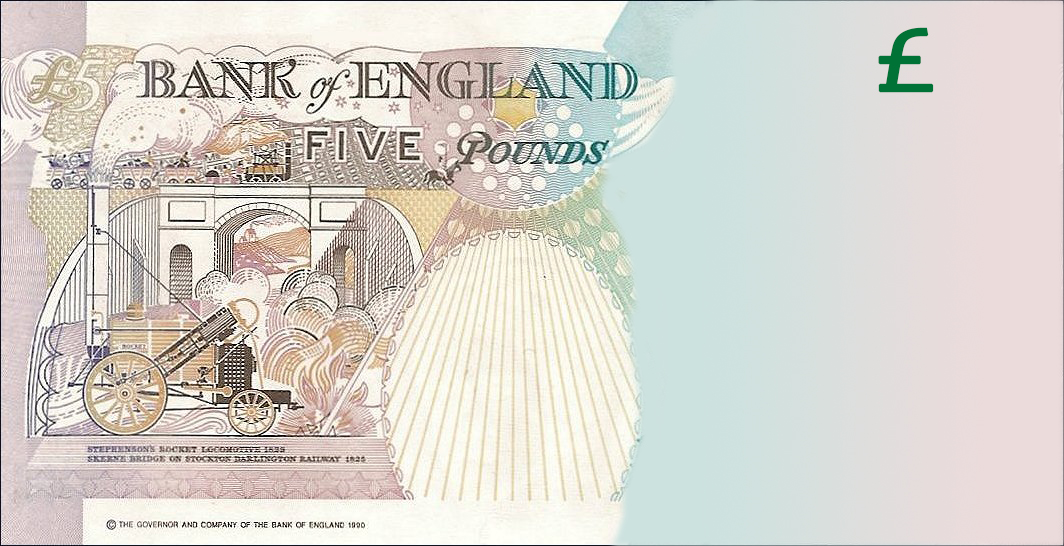 £5
BANK of ENGLAND
£
FIVE POUNDS
ROCKET
STEPHENSON'S ROCKET LOCOMOTIVE 1829
SKERNE BRIDGE ON STOCKTON DARLINGTON RAILWAY 1825
© THE GOVERNOR AND COMPANY OF THE BANK OF ENGLAND 1990